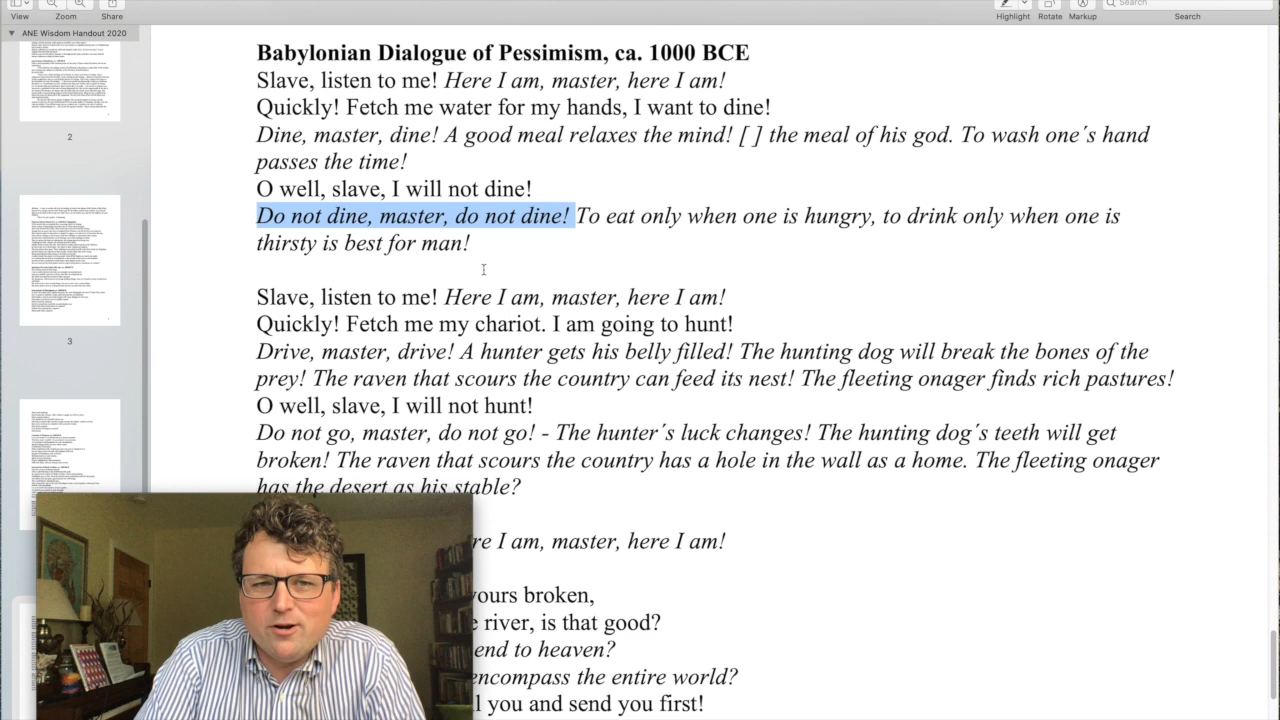 View
Zoom
Share
Highlight
Rotate
Markup
Search
Search
ANE Wisdom Handout 2020
2
3
Babylonian Dialogue of Pessimism, ca. 1000 BCE
Slave, listen to me! Here I am, master, here I am!
Quickly! Fetch me water for my hands, I want to dine!
Dine, master, dine! A good meal relaxes the mind! [ ] the meal of his god. To wash one´s hand
passes the time!
O well, slave, I will not dine!
Do not dine, master, do not dine! To eat only when one is hungry, to drink only when one is
thirsty is best for man!
Slave, listen to me! Here I am, master, here I am!
Quickly! Fetch me my chariot. I am going to hunt!
Drive, master, drive! A hunter gets his belly filled! The hunting dog will break the bones of the
prey! The raven that scours the country can feed its nest! The fleeting onager finds rich pastures!
O well, slave, I will not hunt!
Do not go, master, do not go! - The hunter´s luck changes! The hunting dog´s teeth will get
broken! The raven that scours the country has a hole in the wall as a home. The fleeting onager
has the desert as his stable?
I am, master, here I am!
yours broken,
river, is that good?
to heaven?
encompass the entire world?
you and send you first!